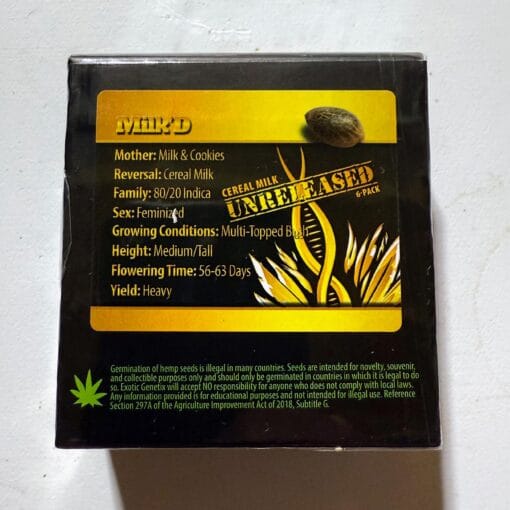 Milk'D
Mother: Milk & Cookies
Reversal: Cereal Milk
Family: 80/20 Indica
Sex: Feminized
Growing Conditions: Multi-Topped Bush
Height: Medium/Tall
Flowering Time: 56-63 Days
Yield: Heavy
CEREAL MILK
UNRELEASED
6-PACK
Germination of hemp seeds is illegal in many countries. Seeds are intended for novelty, souvenir,
and collectible purposes only and should only be germinated in countries in which it is legal to do
so. Exotic Genetix will accept NO responsibility for anyone who does not comply with local laws.
Any information provided is for educational purposes and not intended for illegal use. Reference
Section 297A of the Agriculture Improvement Act of 2018, Subtitle G.